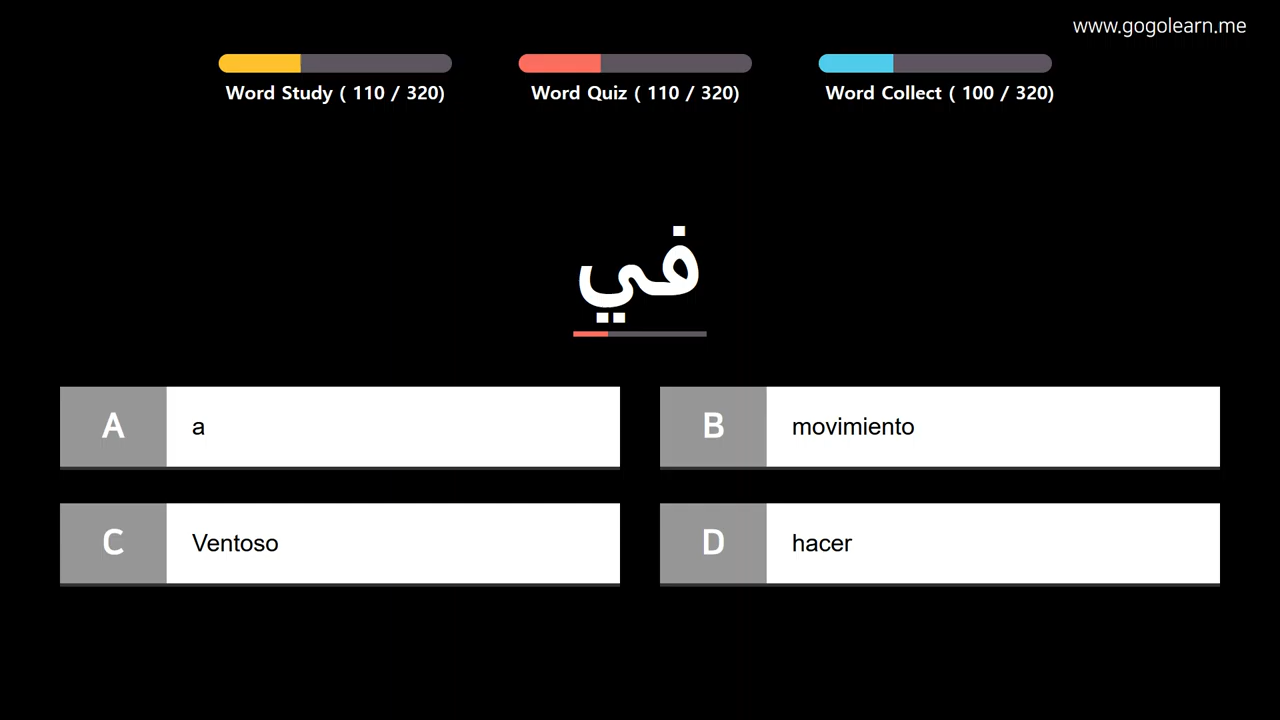 www.gogolearn.me
Word Study ( 110 / 320)
Word Quiz ( 110 / 320)
Word Collect ( 100 / 320)
في
A
a
B
movimiento
C
Ventoso
D
hacer